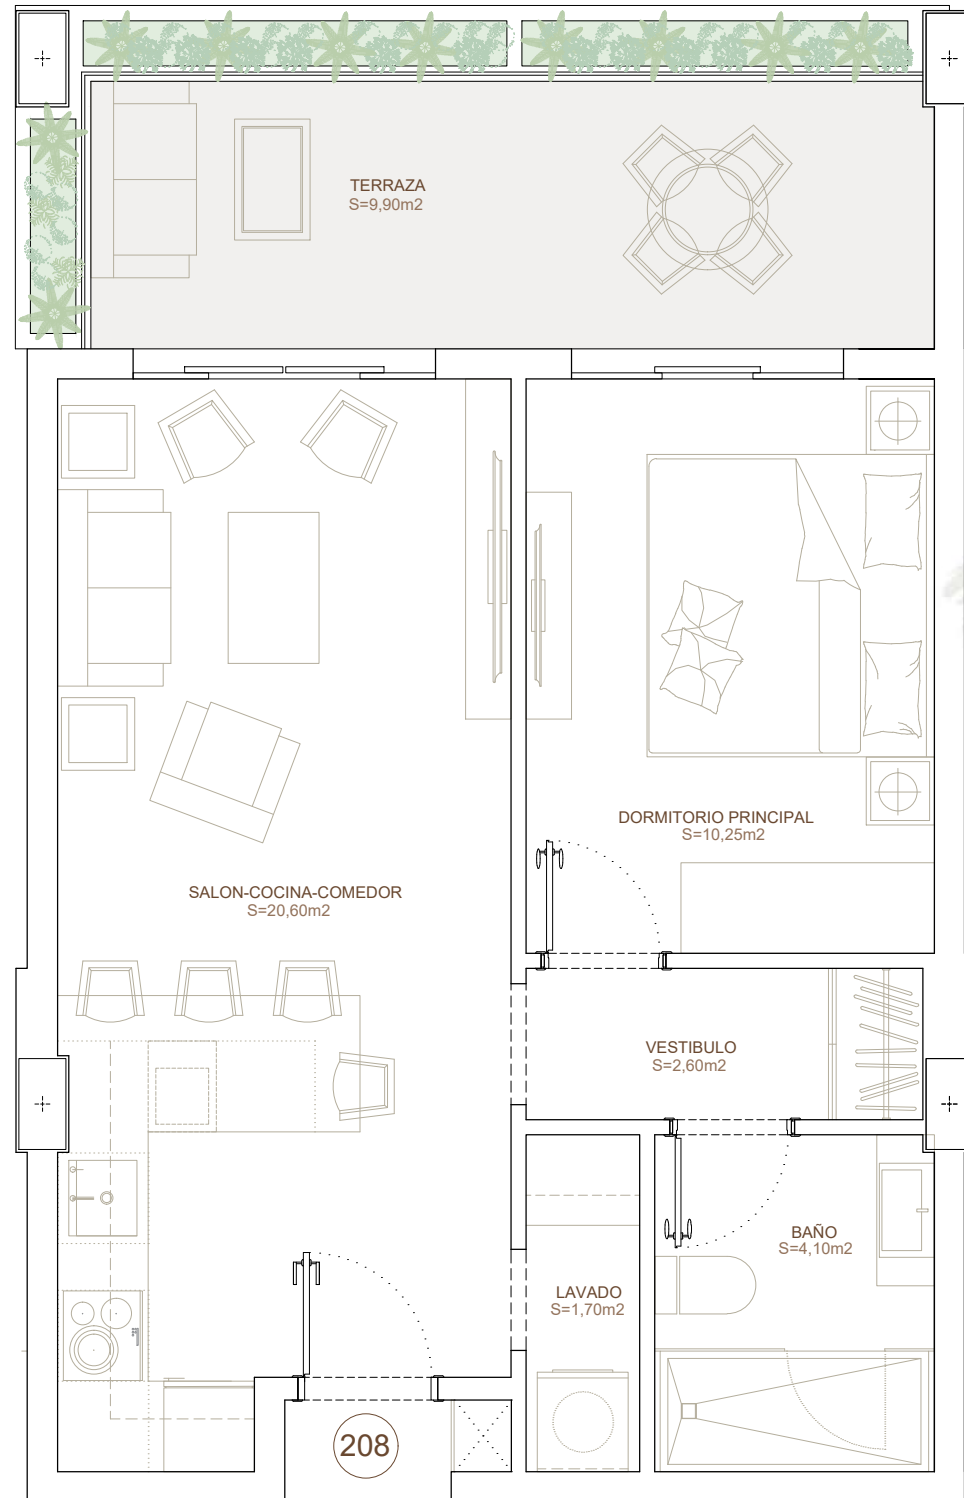 TERRAZA
S=9,90m2
DORMITORIO PRINCIPAL
S=10,25m2
SALON-COCINA-COMEDOR
S=20,60m2
VESTIBULO
S=2,60m2
BAÑO
S=4,10m2
LAVADO
S=1,70m2
208